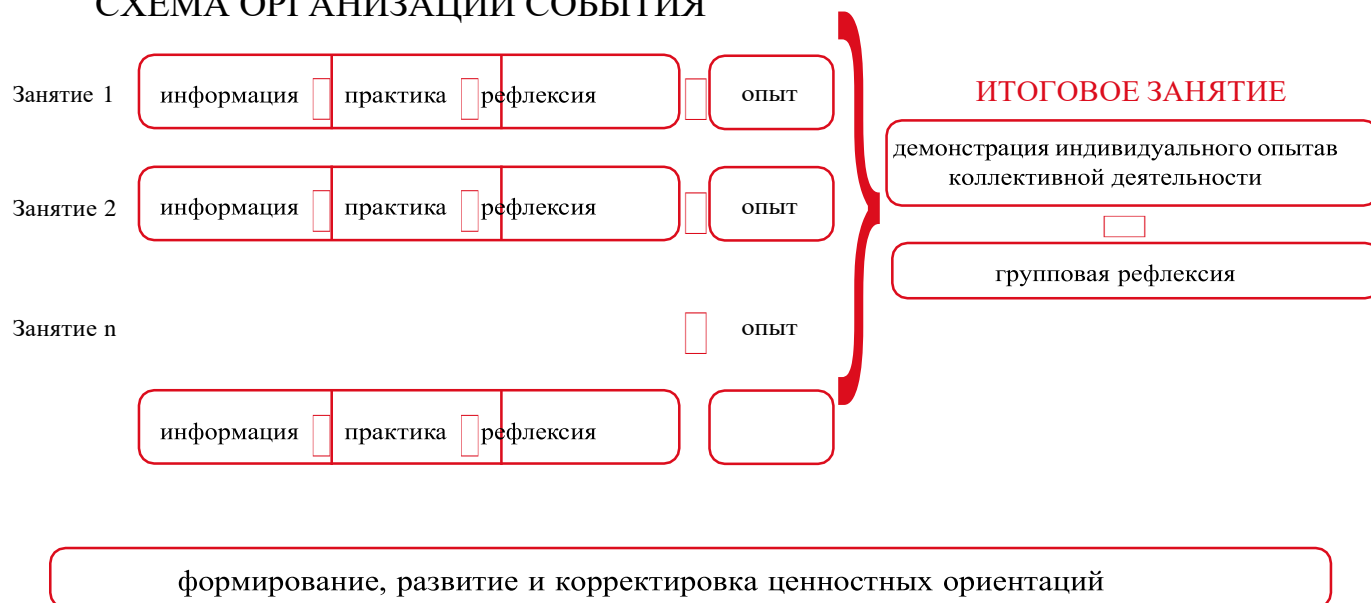 СХЕМА ОРГАНИЗАЦИИ СОБЫТИЯ
Занятие 1 информация практика рефлексия опыт
Занятие 2 информация практика рефлексия опыт
Занятие n опыт
информация практика рефлексия
ИТОГОВОЕ ЗАНЯТИЕ
демонстрация индивидуального опытав
коллективной деятельности
групповая рефлексия
формирование, развитие и корректировка ценностных ориентаций